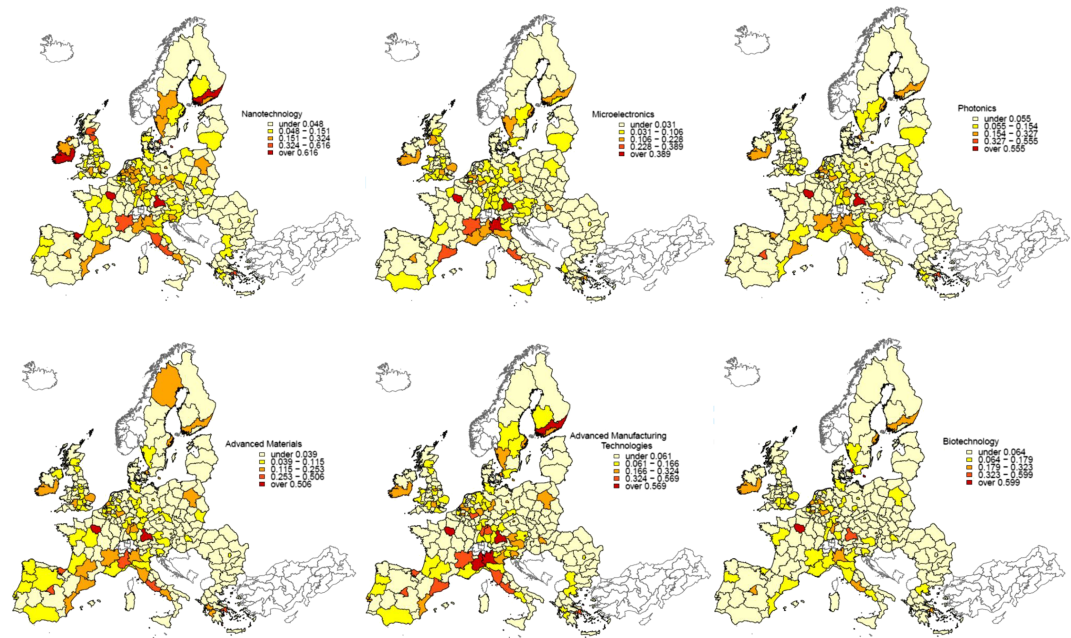 Nanotechnology
under 0.048
0.048 – 0.151
0.151 – 0.324
0.324 – 0.616
over 0.616
Microelectronics
under 0.031
0.031 – 0.106
0.106 – 0.228
0.228 – 0.389
over 0.389
Photonics
under 0.055
0.055 – 0.154
0.154 – 0.327
0.327 – 0.555
over 0.555
Advanced Materials
under 0.039
0.039 – 0.115
0.115 – 0.253
0.253 – 0.506
over 0.506
Advanced Manufacturing
Technologies
under 0.061
0.061 – 0.166
0.166 – 0.324
0.324 – 0.569
over 0.569
Biotechnology
under 0.064
0.064 – 0.179
0.179 – 0.323
0.323 – 0.599
over 0.599